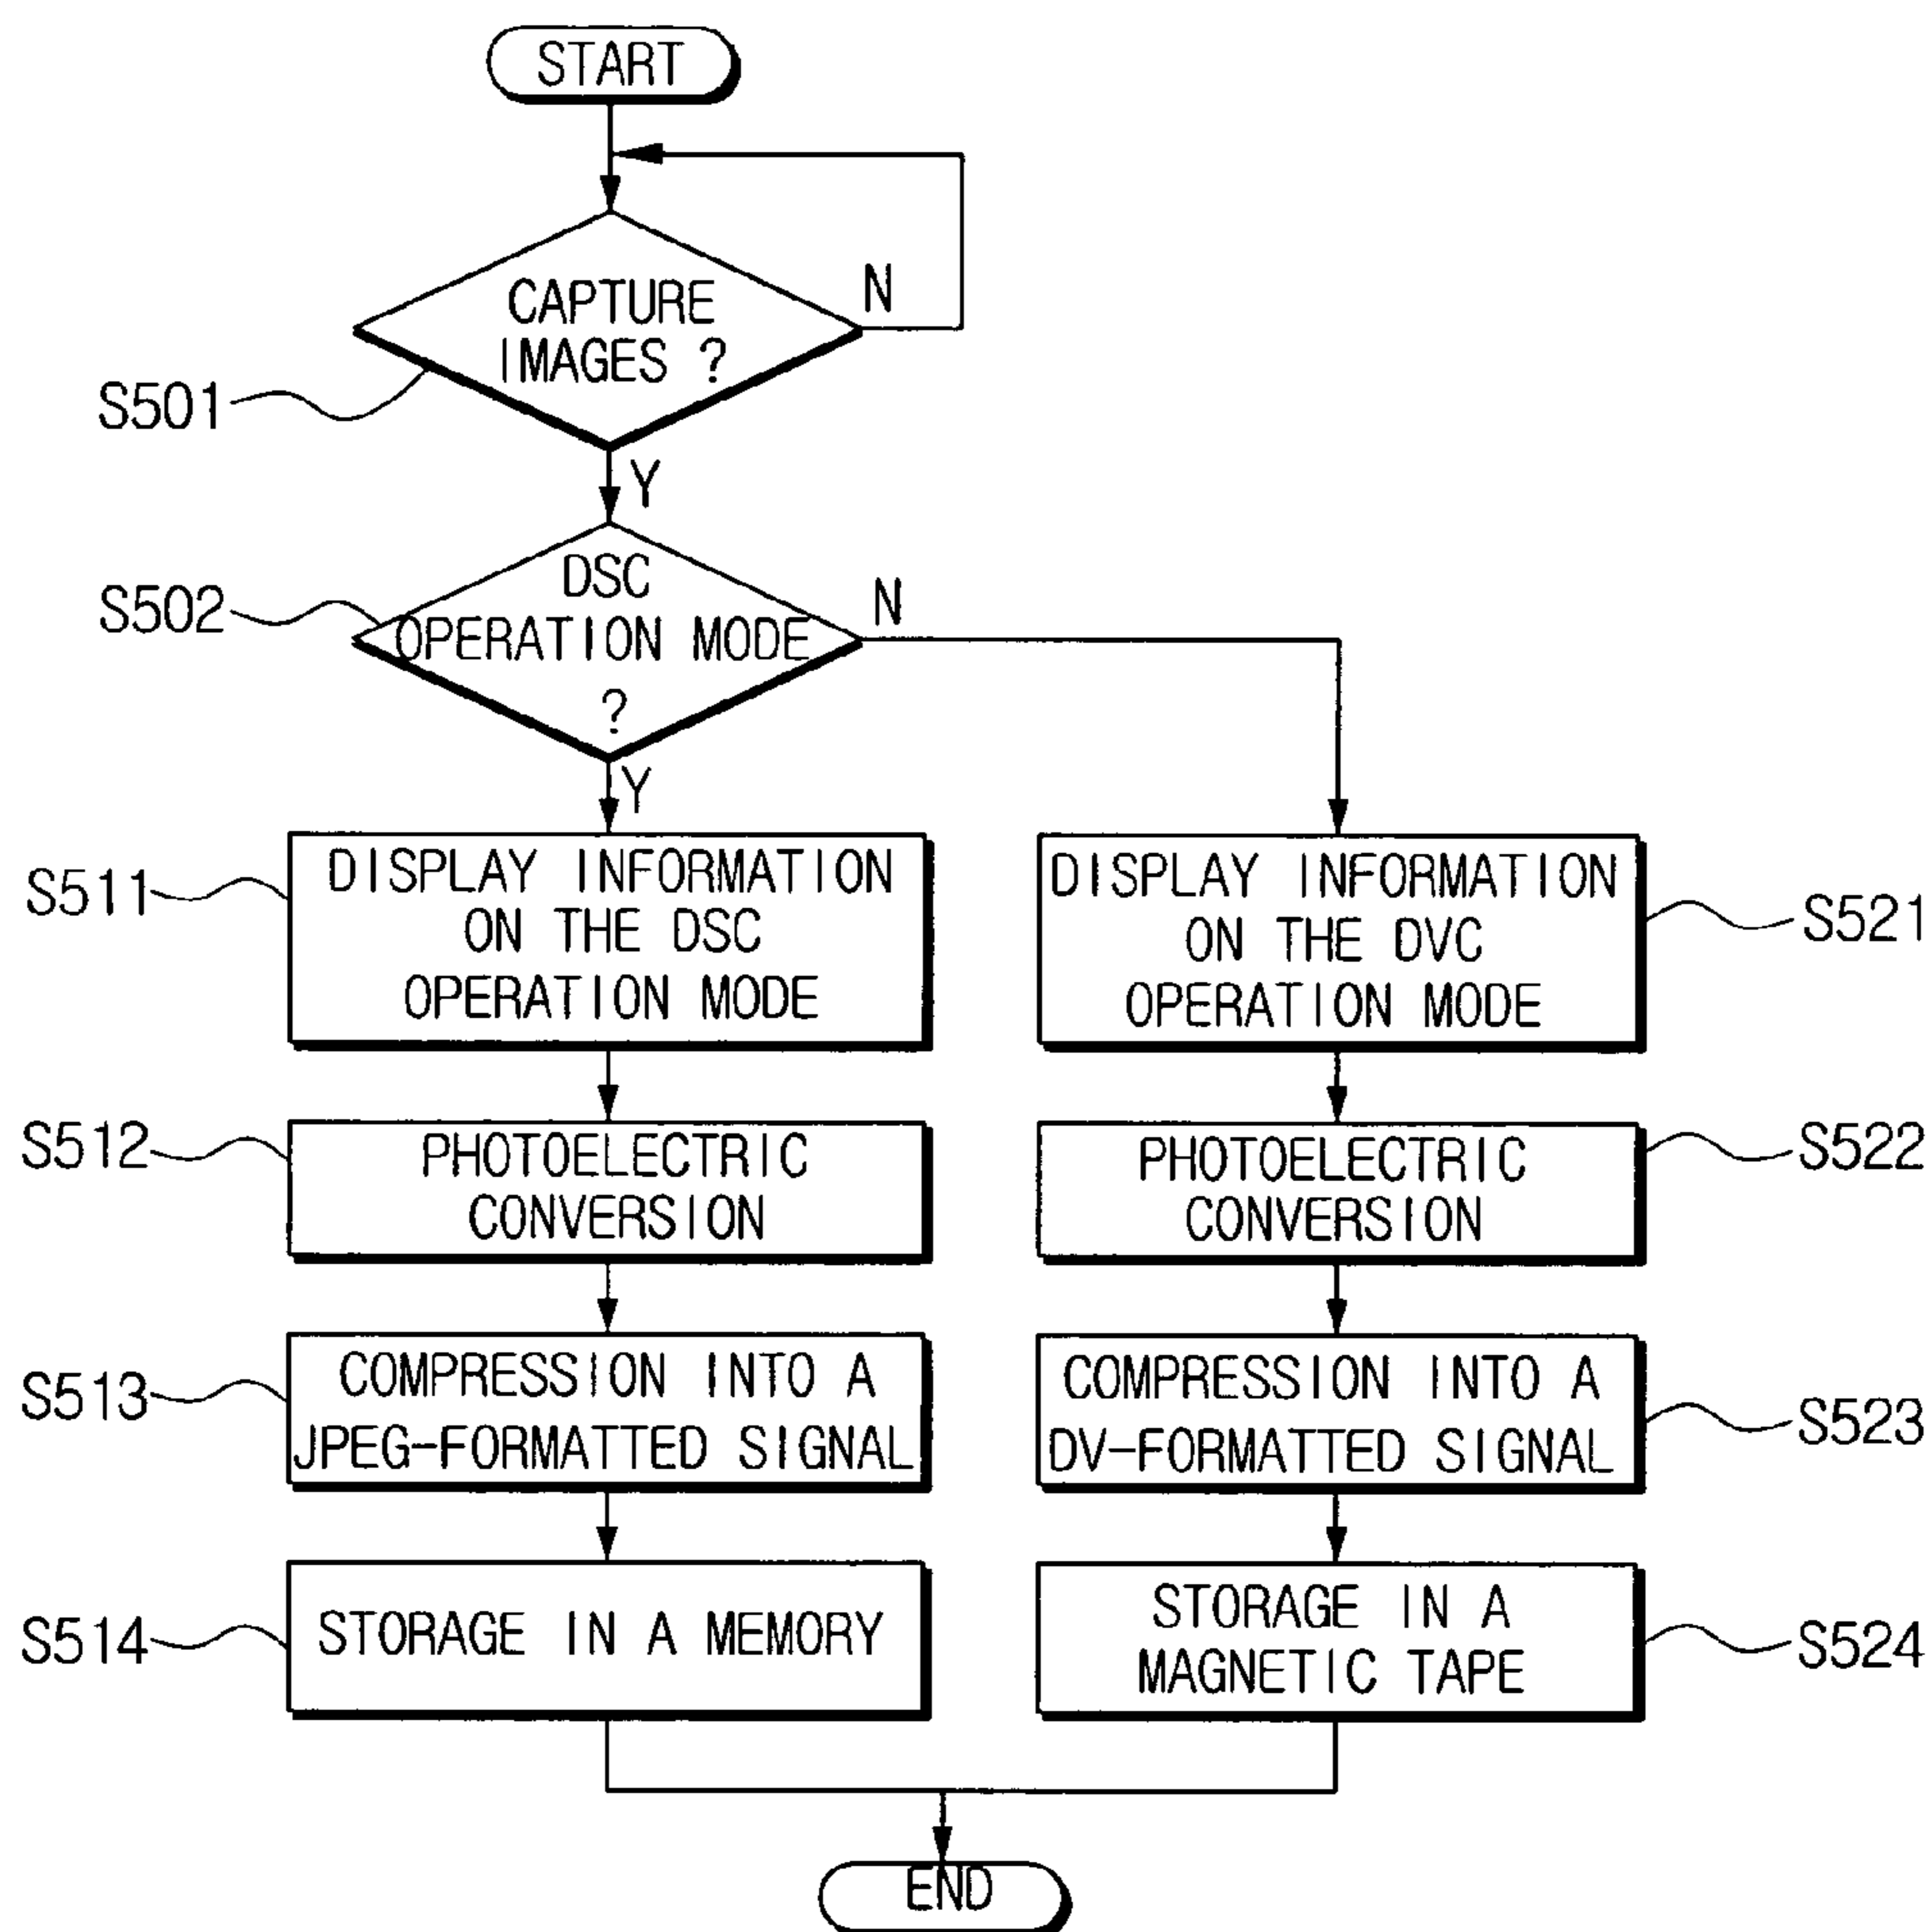 START
CAPTURE
IMAGES ?
N
S501
Y
DSC
OPERATION MODE
?
S502
N
Y
DISPLAY INFORMATION
ON THE DSC
OPERATION MODE
S511
DISPLAY INFORMATION
ON THE DVC
OPERATION MODE
S521
S512
PHOTOELECTRIC
CONVERSION
PHOTOELECTRIC
CONVERSION
S522
S513
COMPRESSION INTO A
JPEG-FORMATTED SIGNAL
COMPRESSION INTO A
DV-FORMATTED SIGNAL
S523
S514
STORAGE IN A MEMORY
STORAGE IN A
MAGNETIC TAPE
S524
END